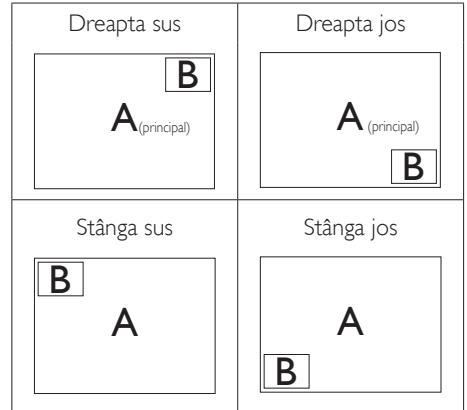 Dreapta sus
B
A (principal)
Dreapta jos
A (principal)
B
Stânga sus
B
A
Stânga jos
A
B